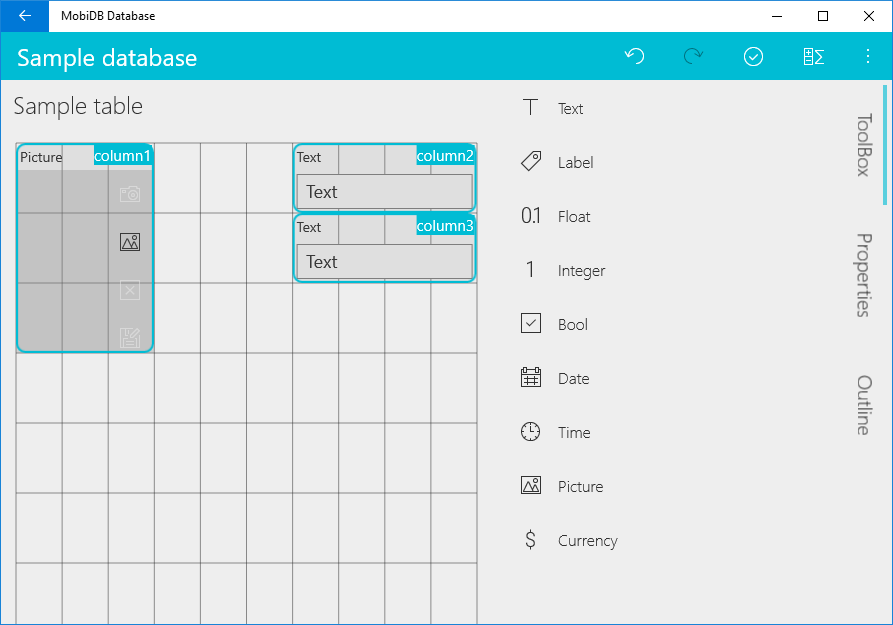 MobiDB Database
Sample database
Sample table
Picture
column1
Text
column2
Text
Text
column3
Text
T Text
Label
0.1 Float
1 Integer
Bool
Date
Time
Picture
$ Currency
ToolBox
Properties
Outline